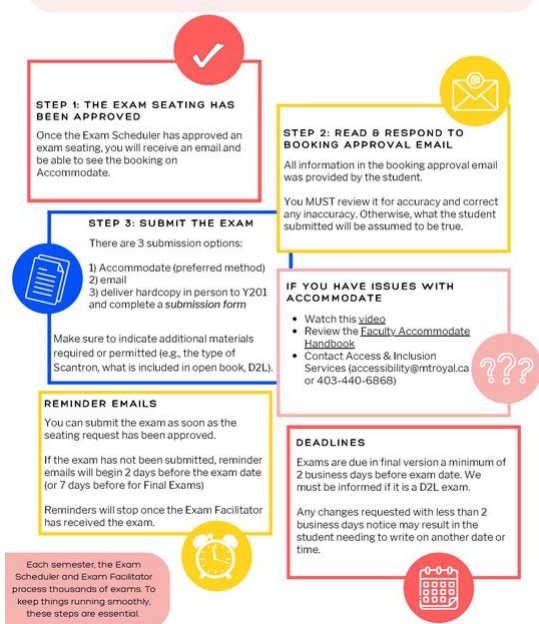 STEP 1: THE EXAM SEATING HAS
BEEN APPROVED
Once the Exam Scheduler has approved an
exam seating, you will receive an email and
be able to see the booking on
Accommodate.
STEP 2: READ & RESPOND TO
BOOKING APPROVAL EMAIL
All information in the booking approval email
was provided by the student.
You MUST review it for accuracy and correct
any inaccuracy. Otherwise, what the student
submitted will be assumed to be true.
STEP 3: SUBMIT THE EXAM
There are 3 submission options:
1) Accommodate (preferred method)
2) email
3) deliver hardcopy in person to Y201
and complete a submission form
Make sure to indicate additional materials
required or permitted (e.g., the type of
Scantron, what is included in open book, D2L).
IF YOU HAVE ISSUES WITH
ACCOMMODATE
• Watch this video
• Review the Faculty Accommodate
Handbook
• Contact Access & Inclusion
Services (accessibility@mtroyal.ca
or 403-440-6868)
???
REMINDER EMAILS
You can submit the exam as soon as the
seating request has been approved.
If the exam has not been submitted, reminder
emails will begin 2 days before the exam date
(or 7 days before for Final Exams)
Reminders will stop once the Exam Facilitator
has received the exam.
DEADLINES
Exams are due in final version a minimum of
2 business days before exam date. We
must be informed if it is a D2L exam.
Any changes requested with less than 2
business days notice may result in the
student needing to write on another date or
time.
Each semester, the Exam
Scheduler and Exam Facilitator
process thousands of exams. To
keep things running smoothly,
these steps are essential.